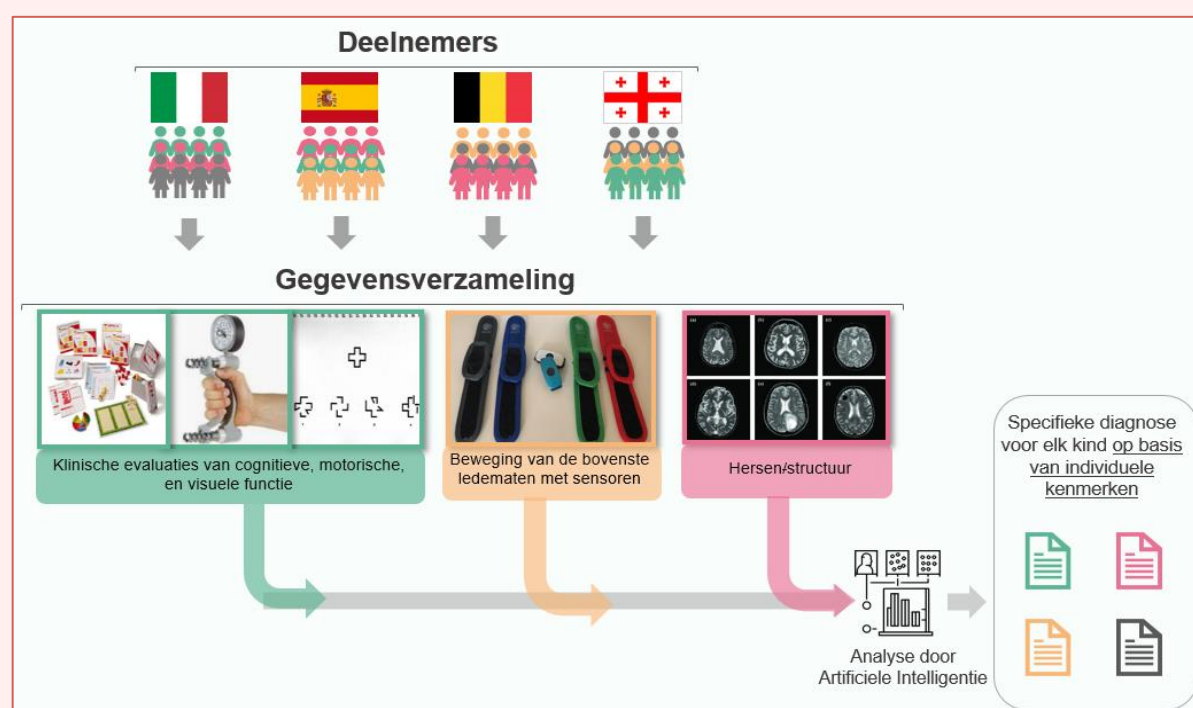 Deelnemers
Gegevensverzameling
Klinische evaluaties van cognitieve, motorische,
en visuele functie
Beweging van de bovenste
ledematen met sensoren
Hersen/structuur
Specifieke diagnose
voor elk kind op basis
van individuele
kenmerken
Analyse door
Artificiele Intelligentie